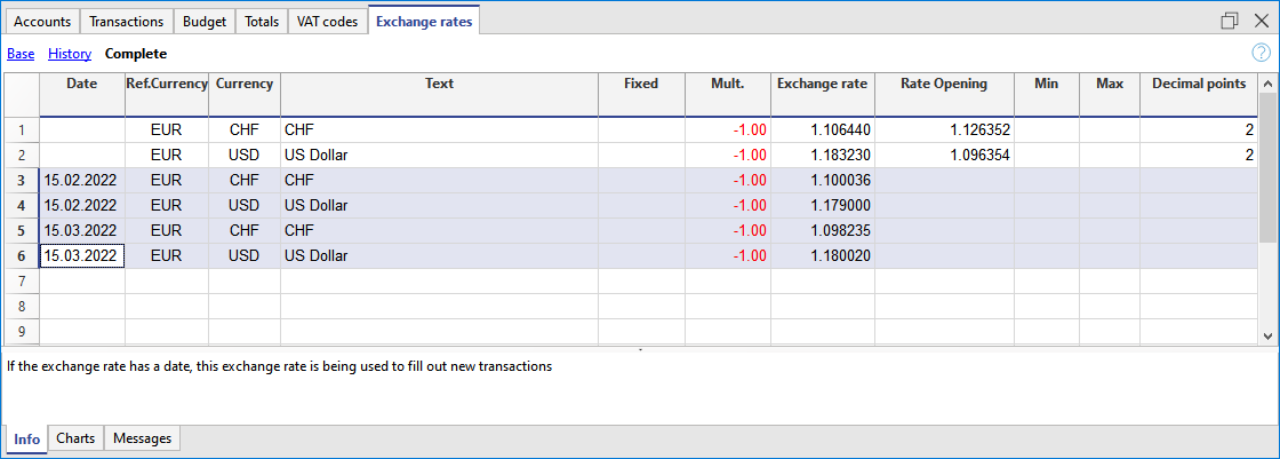 Accounts Transactions Budget Totals VAT codes Exchange rates
Base History Complete
Date Ref.Currency Currency Text Fixed Mult. Exchange rate Rate Opening Min Max Decimal points
1 EUR CHF CHF -1.00 1.106440 1.126352 2
2 EUR USD US Dollar -1.00 1.183230 1.096354 2
3 15.02.2022 EUR CHF CHF -1.00 1.100036
4 15.02.2022 EUR USD US Dollar -1.00 1.179000
5 15.03.2022 EUR CHF CHF -1.00 1.098235
6 15.03.2022 EUR USD US Dollar -1.00 1.180020
7
8
9
If the exchange rate has a date, this exchange rate is being used to fill out new transactions
Info Charts Messages